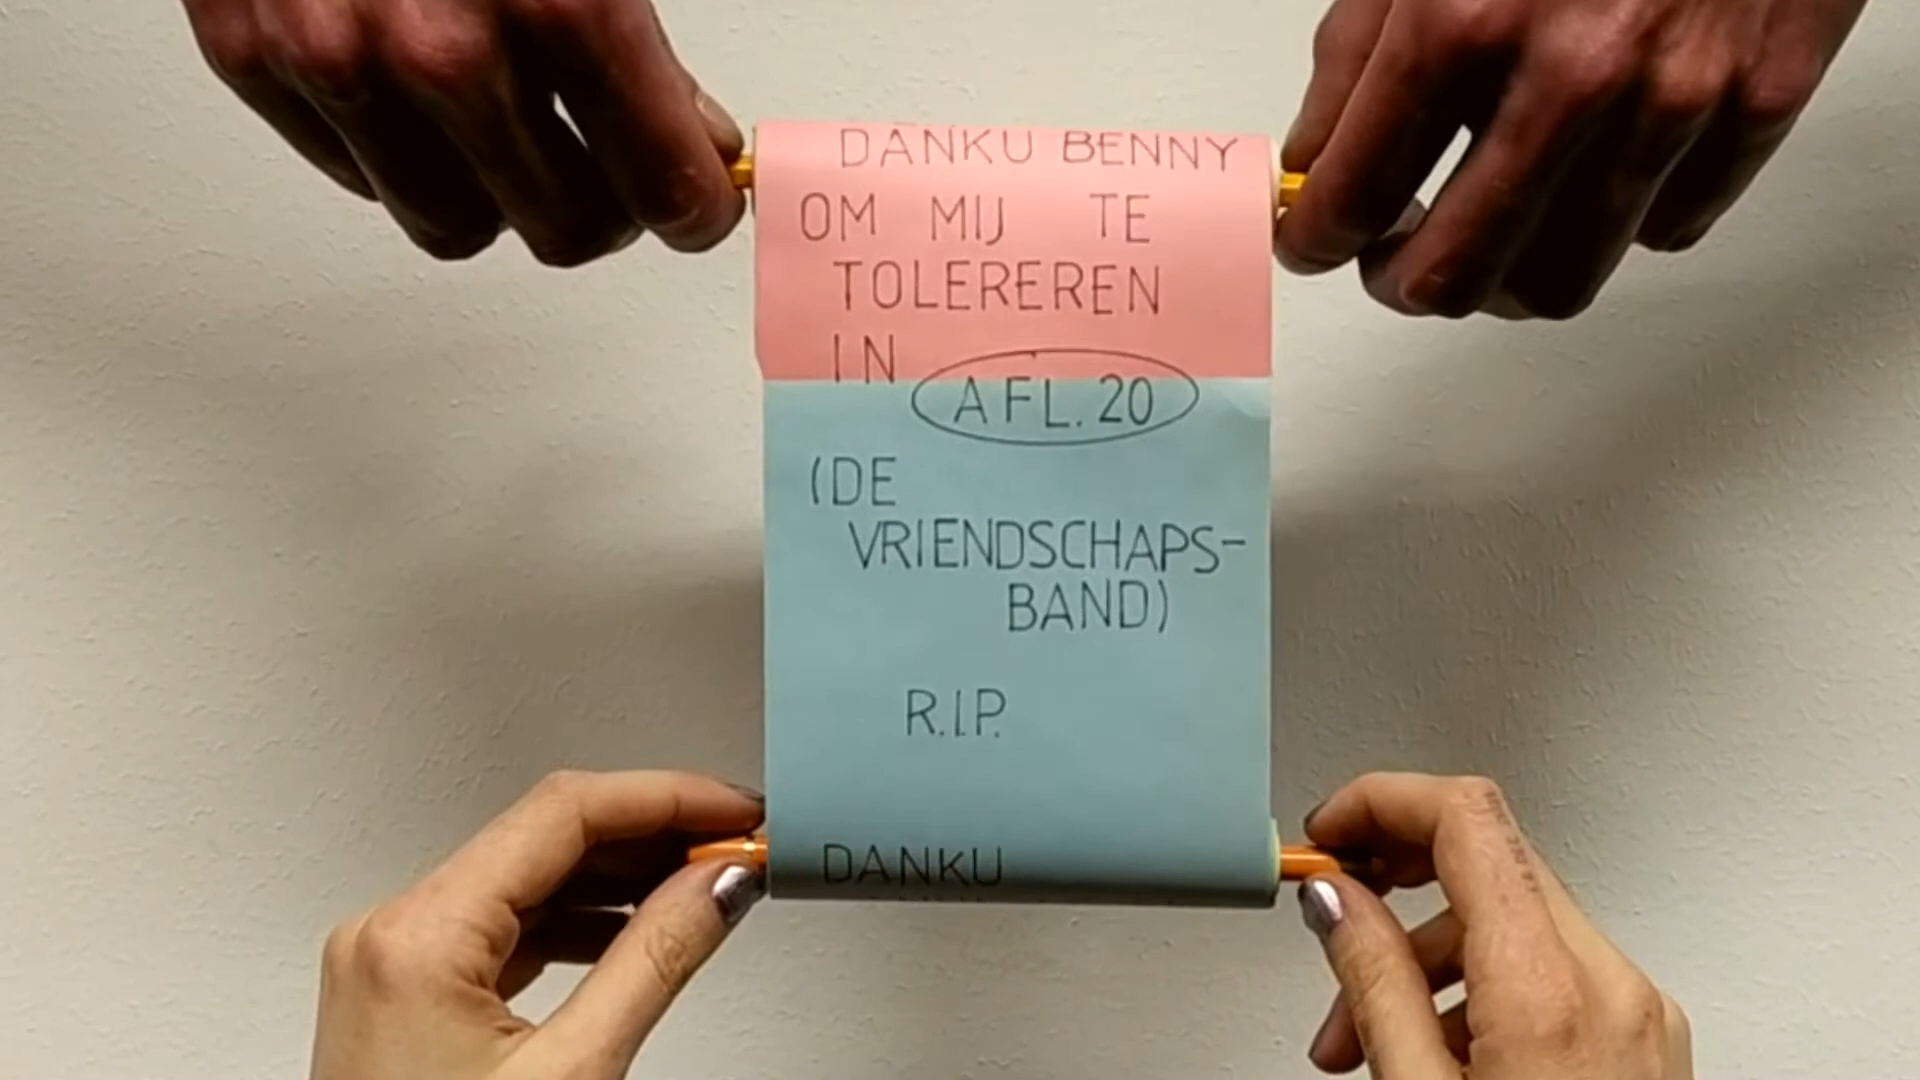 DANKU BENNY
OM MIJ TE
TOLEREREN
IN AFL. 20
(DE
VRIENDSCHAPS-
BAND)
R.I.P.
DANKU